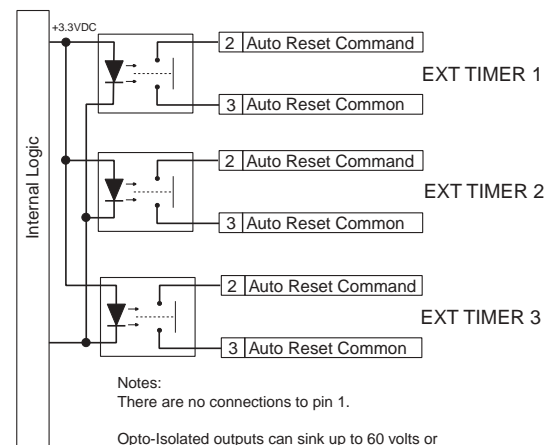 +3.3VDC
Internal Logic
2 Auto Reset Command
EXT TIMER 1
3 Auto Reset Common
2 Auto Reset Command
EXT TIMER 2
3 Auto Reset Common
2 Auto Reset Command
EXT TIMER 3
3 Auto Reset Common
Notes:
There are no connections to pin 1.
Opto-Isolated outputs can sink up to 60 volts or